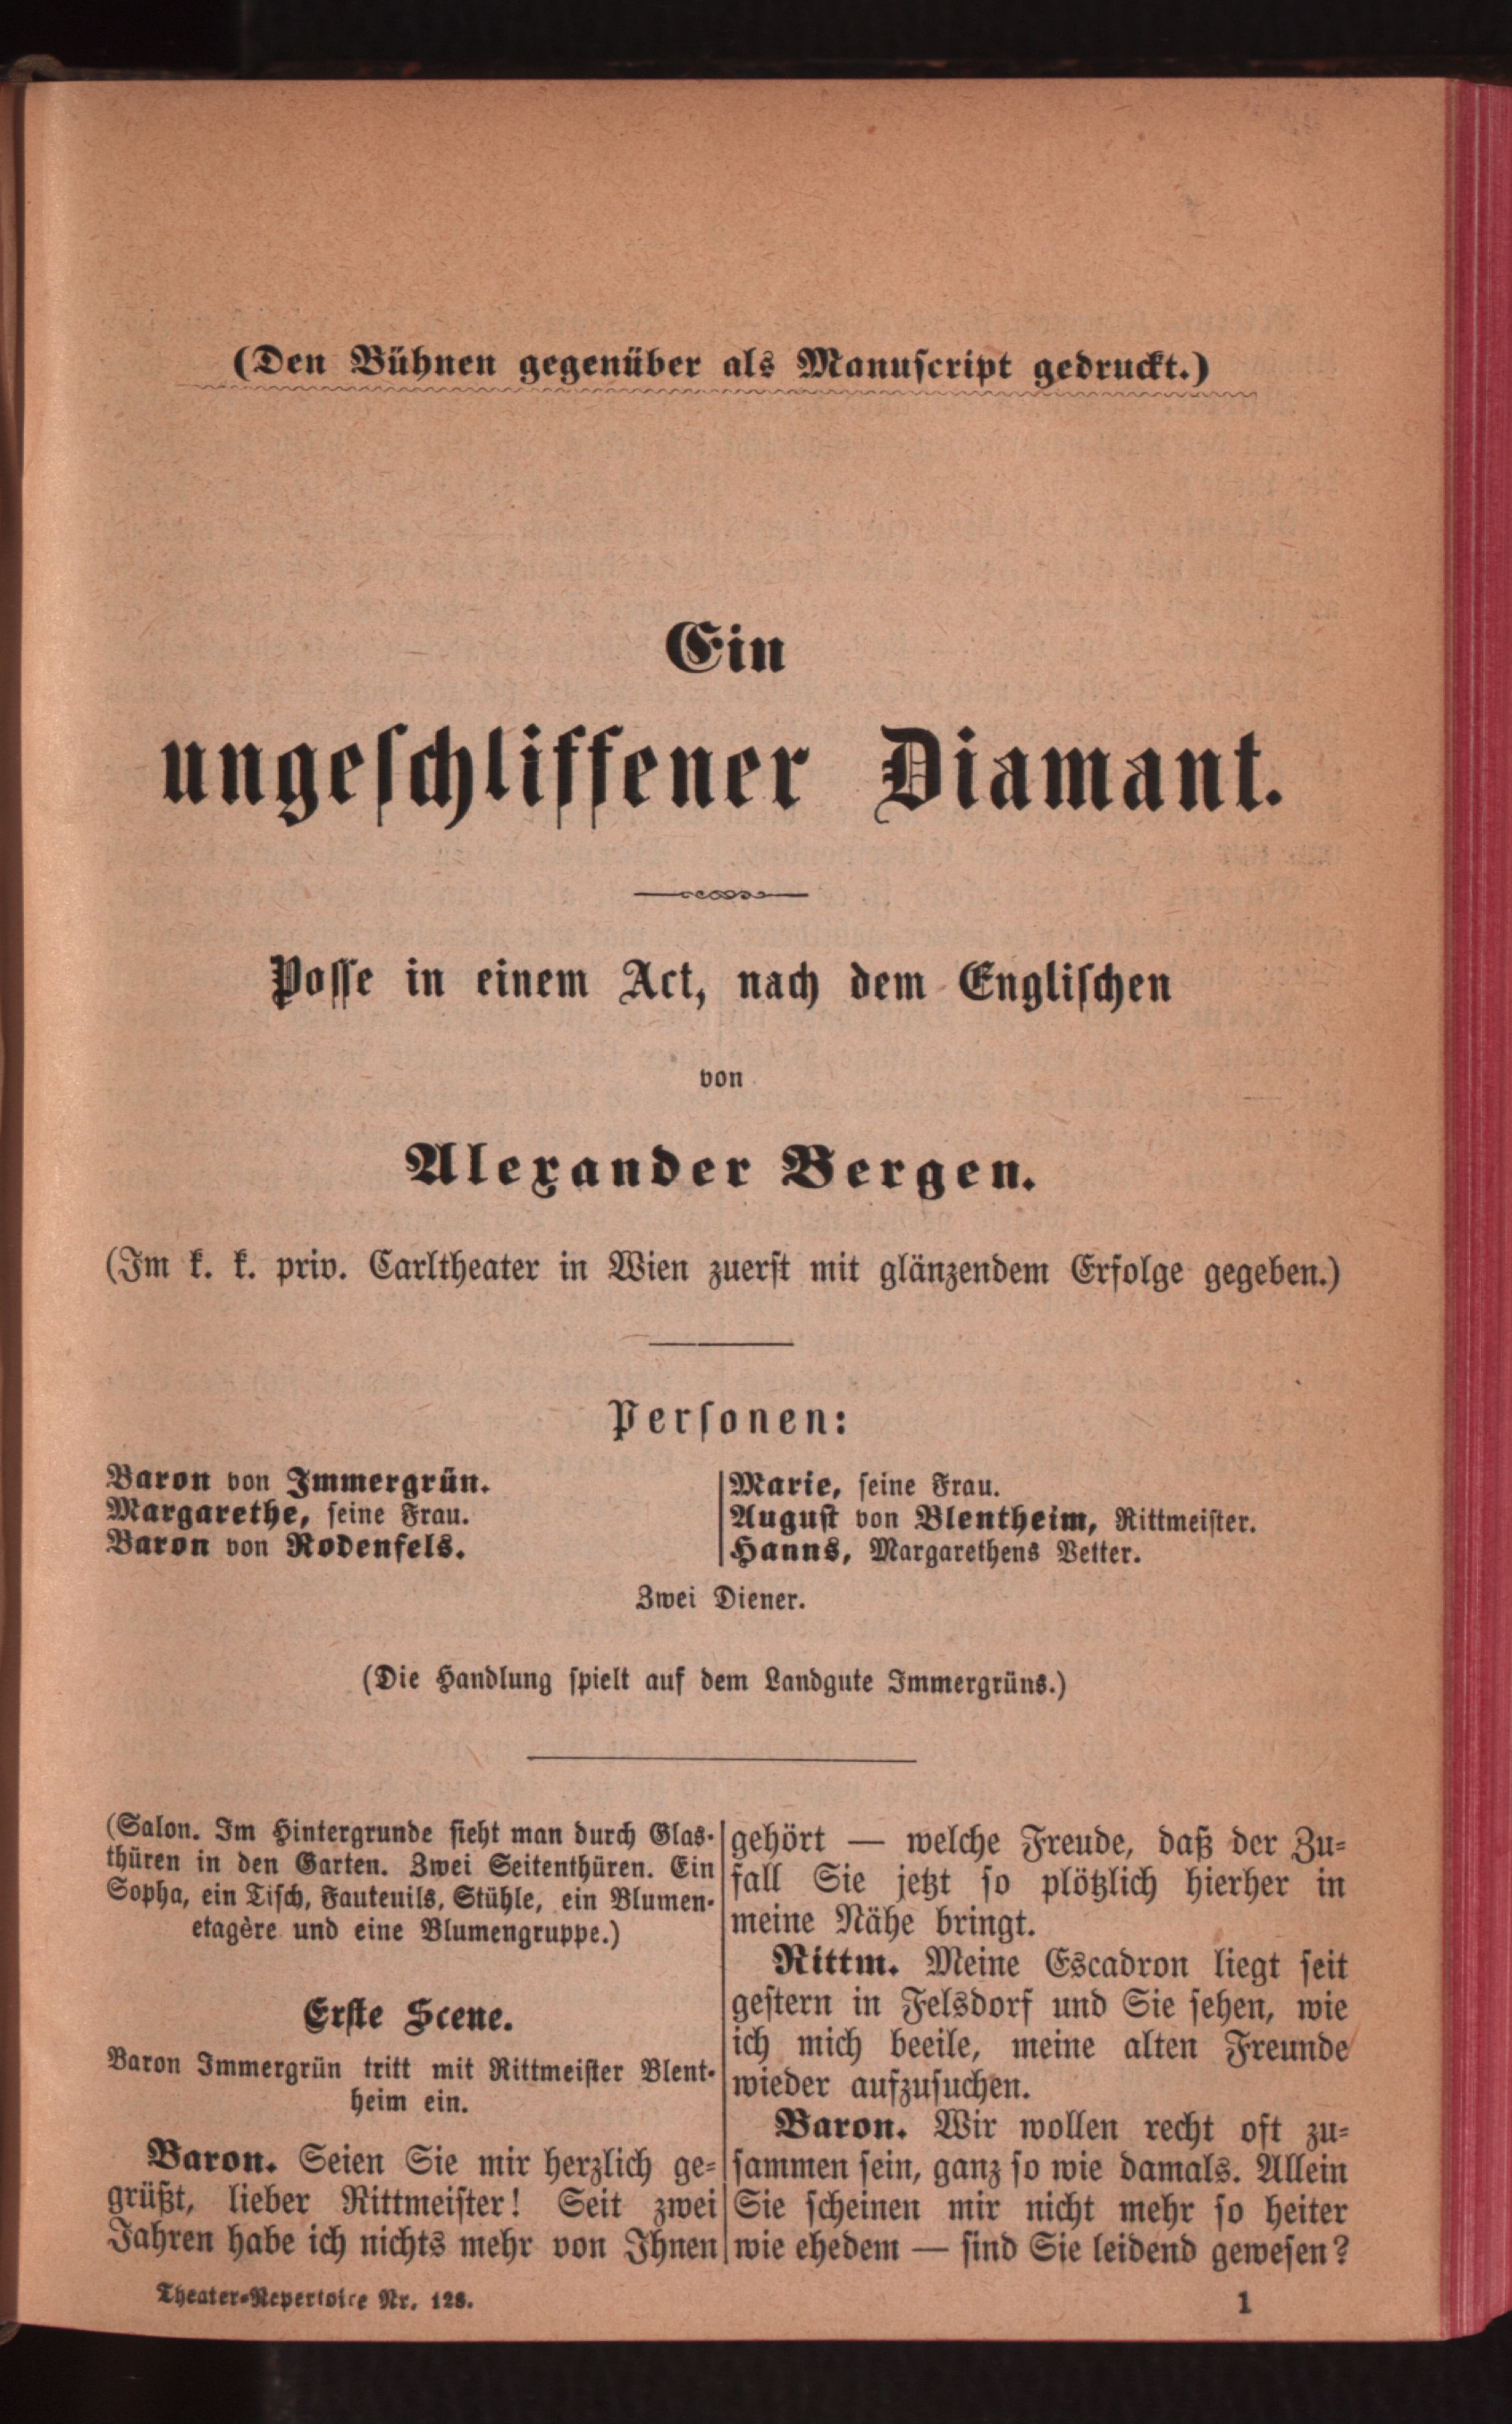 (Den Bühnen gegenüber als Manuscript gedruckt.)
Ein
ungeschliffener Diamant.
Posse in einem Act, nach dem Englischen
von
Alexander Bergen.
(Im k. k. priv. Carltheater in Wien zuerst mit glänzendem Erfolge gegeben.)
Personen:
Baron von Immergrün.
Margarethe, seine Frau.
Baron von Rodenfels.
Marie, seine Frau.
August von Blentheim, Rittmeister.
Hanns, Margarethens Vetter.
Zwei Diener.
(Die Handlung spielt auf dem Landgute Immergrüns.)
(Salon. Im Hintergrunde sieht man durch Glas-
thüren in den Garten. Zwei Seitenthüren. Ein
Sopha, ein Tisch, Fauteuils, Stühle, ein Blumen-
etagère und eine Blumengruppe.)
Erste Scene.
Baron Immergrün tritt mit Rittmeister Blent-
heim ein.
Baron. Seien Sie mir herzlich ge-
grüßt, lieber Rittmeister! Seit zwei
Jahren habe ich nichts mehr von Ihnen
gehört — welche Freude, daß der Zu-
fall Sie jetzt so plötzlich hierher in
meine Nähe bringt.
Rittm. Meine Escadron liegt seit
gestern in Felsdorf und Sie sehen, wie
ich mich beeile, meine alten Freunde
wieder aufzusuchen.
Baron. Wir wollen recht oft zu-
sammen sein, ganz so wie damals. Allein
Sie scheinen mir nicht mehr so heiter
wie ehedem — sind Sie leidend gewesen?
Theater-Repertoire Nr. 128.
1